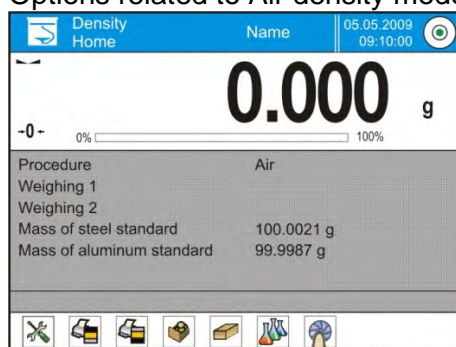 Options related to Air density mode
Density
Home
Name
05.05.2009
09:10:00
0.000 g
→0←
0% 100%
Procedure Air
Weighing 1
Weighing 2
Mass of steel standard 100.0021 g
Mass of aluminum standard 99.9987 g